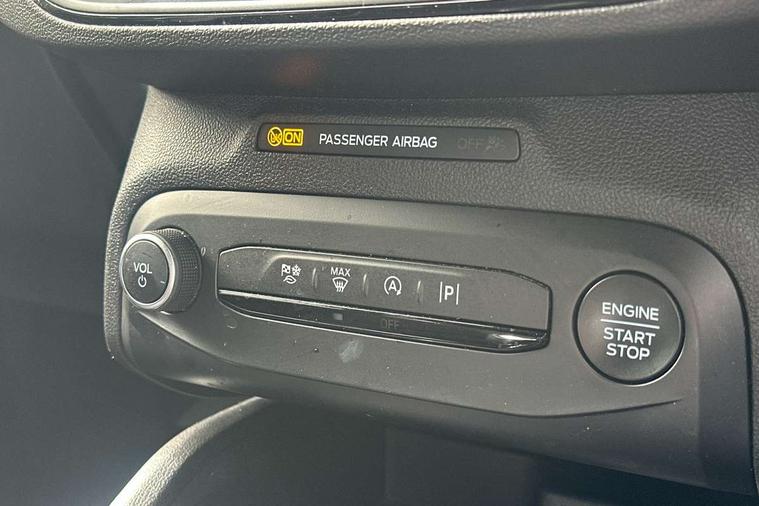 ON PASSENGER AIRBAG OFF
VOL
MAX
A
P
OFF
ENGINE
START
STOP